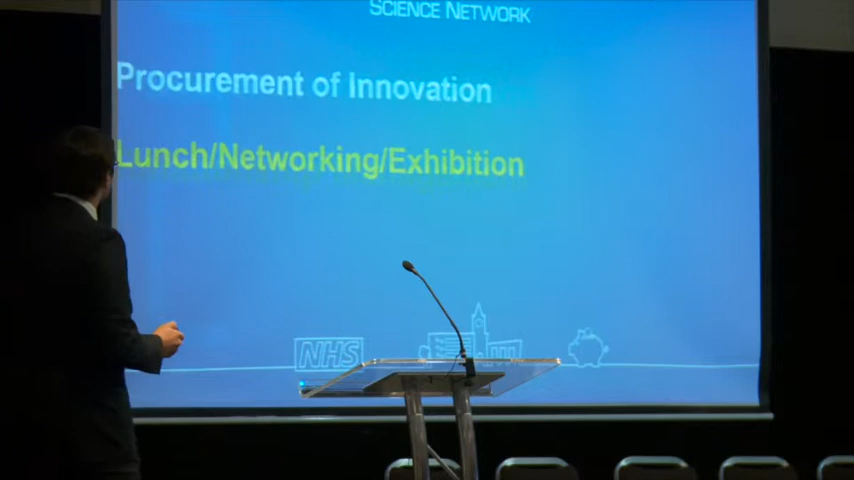 SCIENCE NETWORK
Procurement of Innovation
Lunch/Networking/Exhibition
NHS